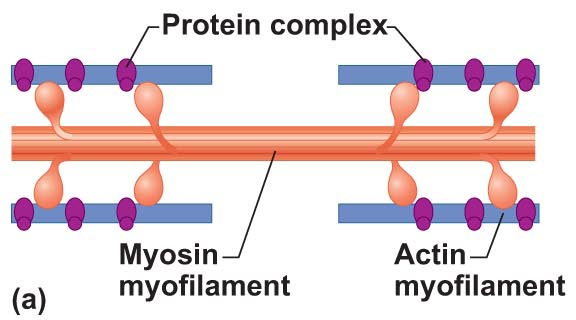 Protein complex
Myosin
myofilament
Actin
myofilament
(a)